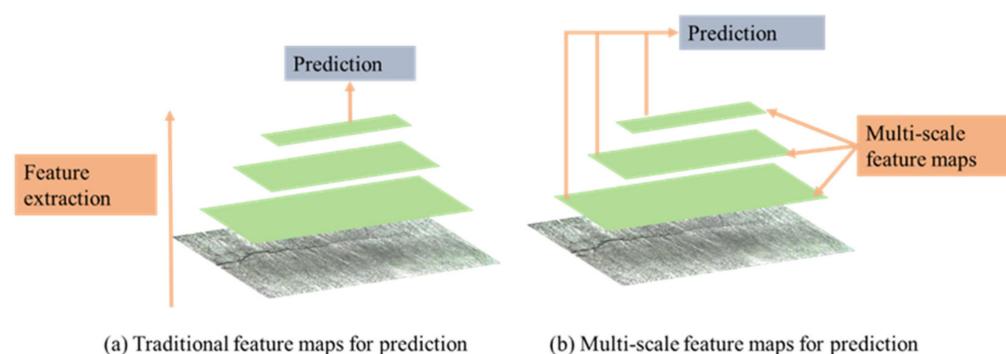 Prediction
Feature
extraction
(a) Traditional feature maps for prediction
Prediction
Multi-scale
feature maps
(b) Multi-scale feature maps for prediction